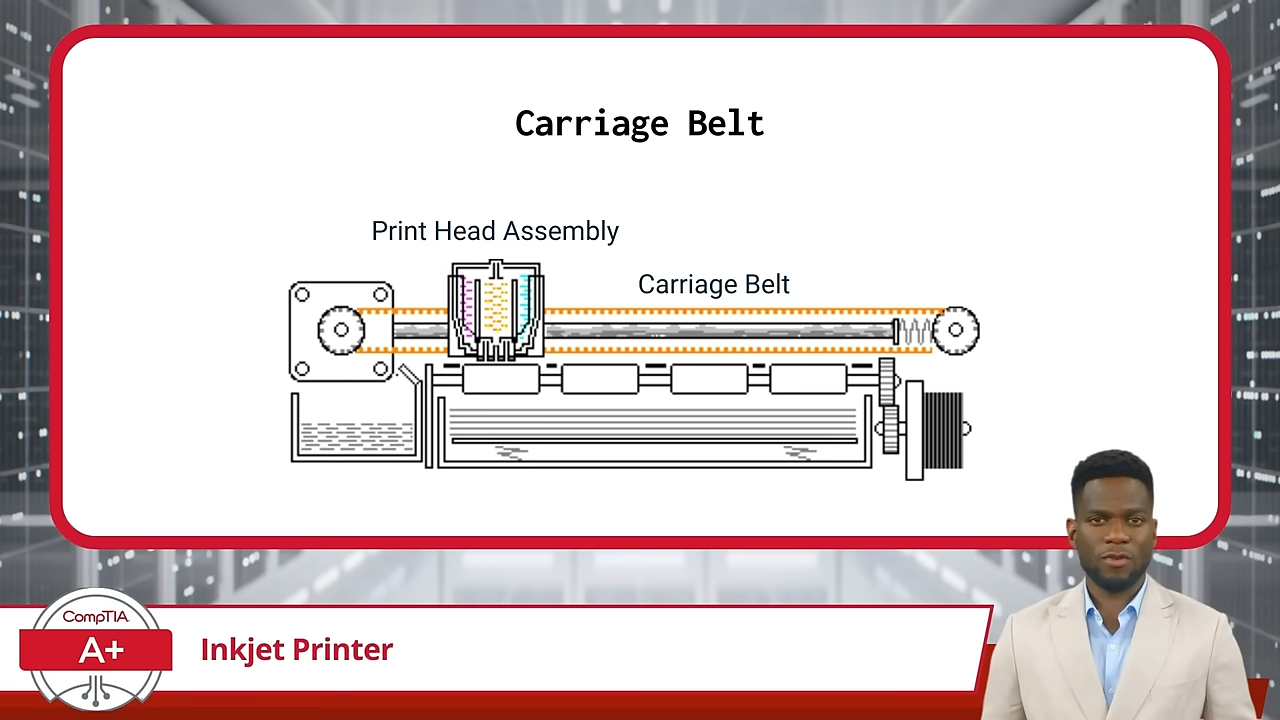 Carriage Belt
Print Head Assembly
Carriage Belt
CompTIA
A+
Inkjet Printer